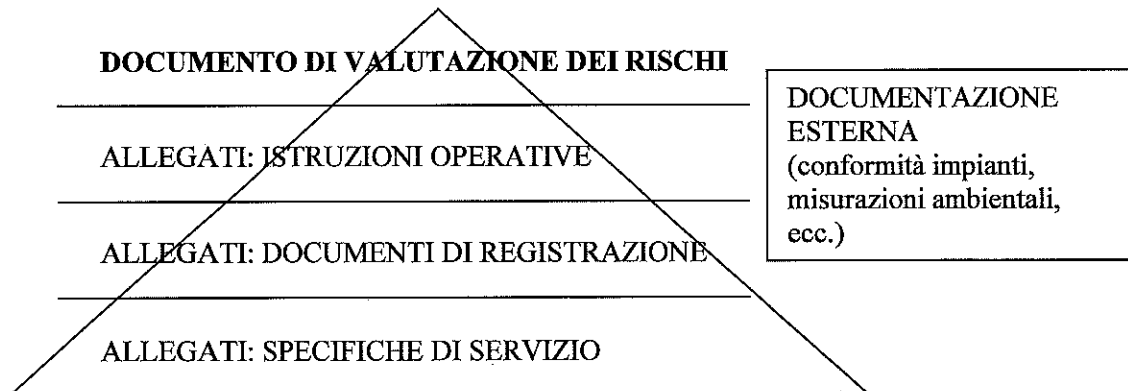 DOCUMENTO DI VALUTAZIONE DEI RISCHI
ALLEGATI: ISTRUZIONI OPERATIVE
ALLEGATI: DOCUMENTI DI REGISTRAZIONE
ALLEGATI: SPECIFICHE DI SERVIZIO
DOCUMENTAZIONE
ESTERNA
(conformità impianti,
misurazioni ambientali,
ecc.)